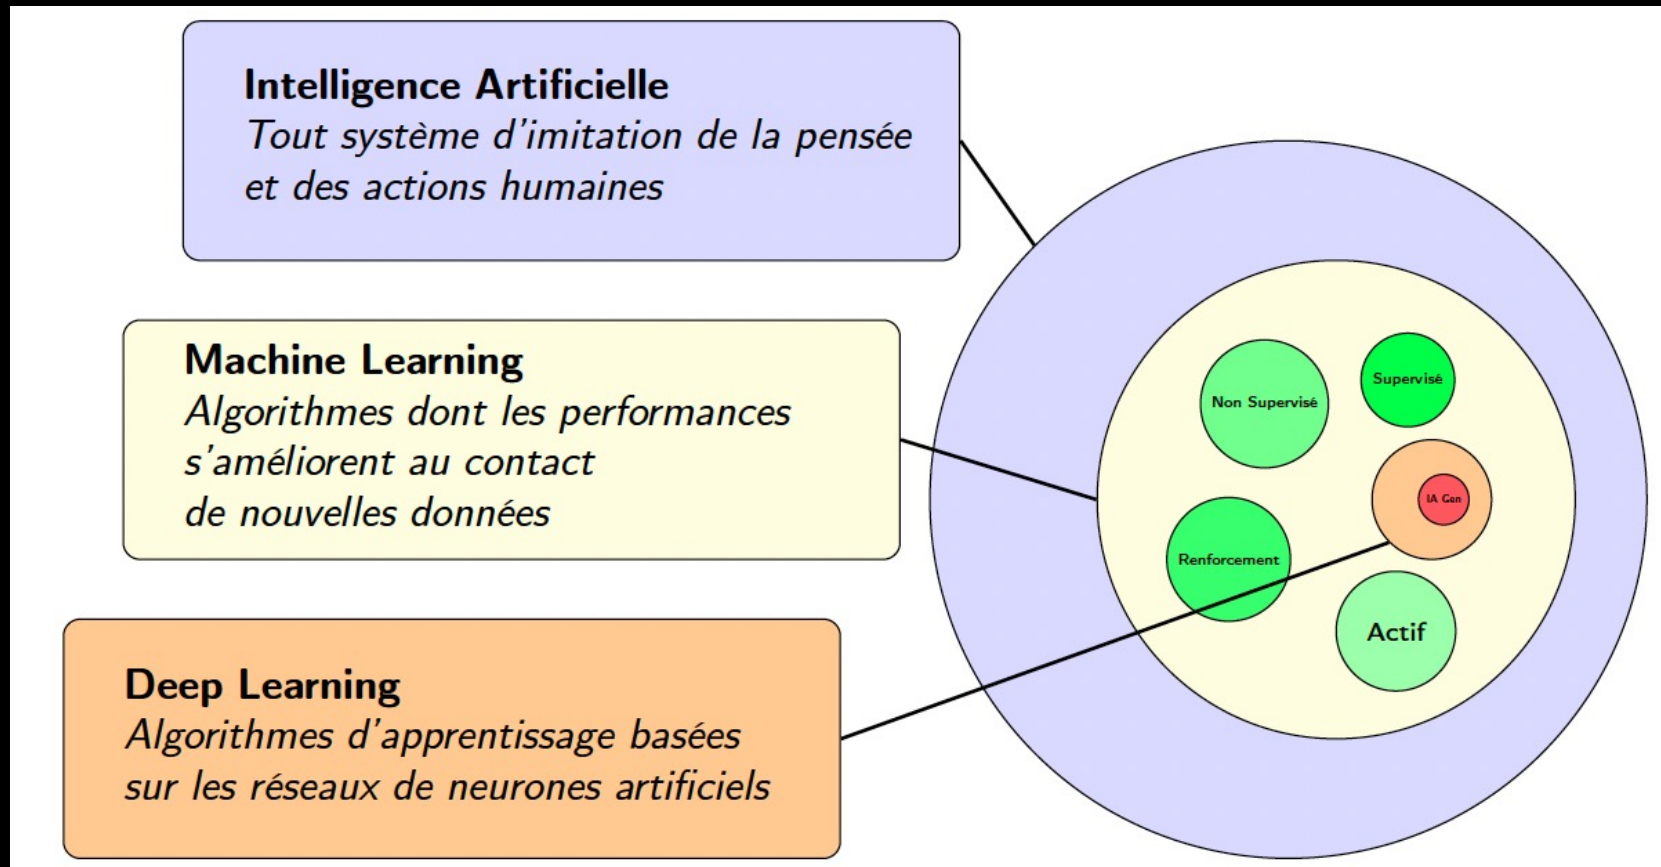 Intelligence Artificielle
Tout système d'imitation de la pensée
et des actions humaines
Machine Learning
Algorithmes dont les performances
s'améliorent au contact
de nouvelles données
Deep Learning
Algorithmes d'apprentissage basées
sur les réseaux de neurones artificiels
Supervisé
Non Supervisé
IA Gen
Renforcement
Actif